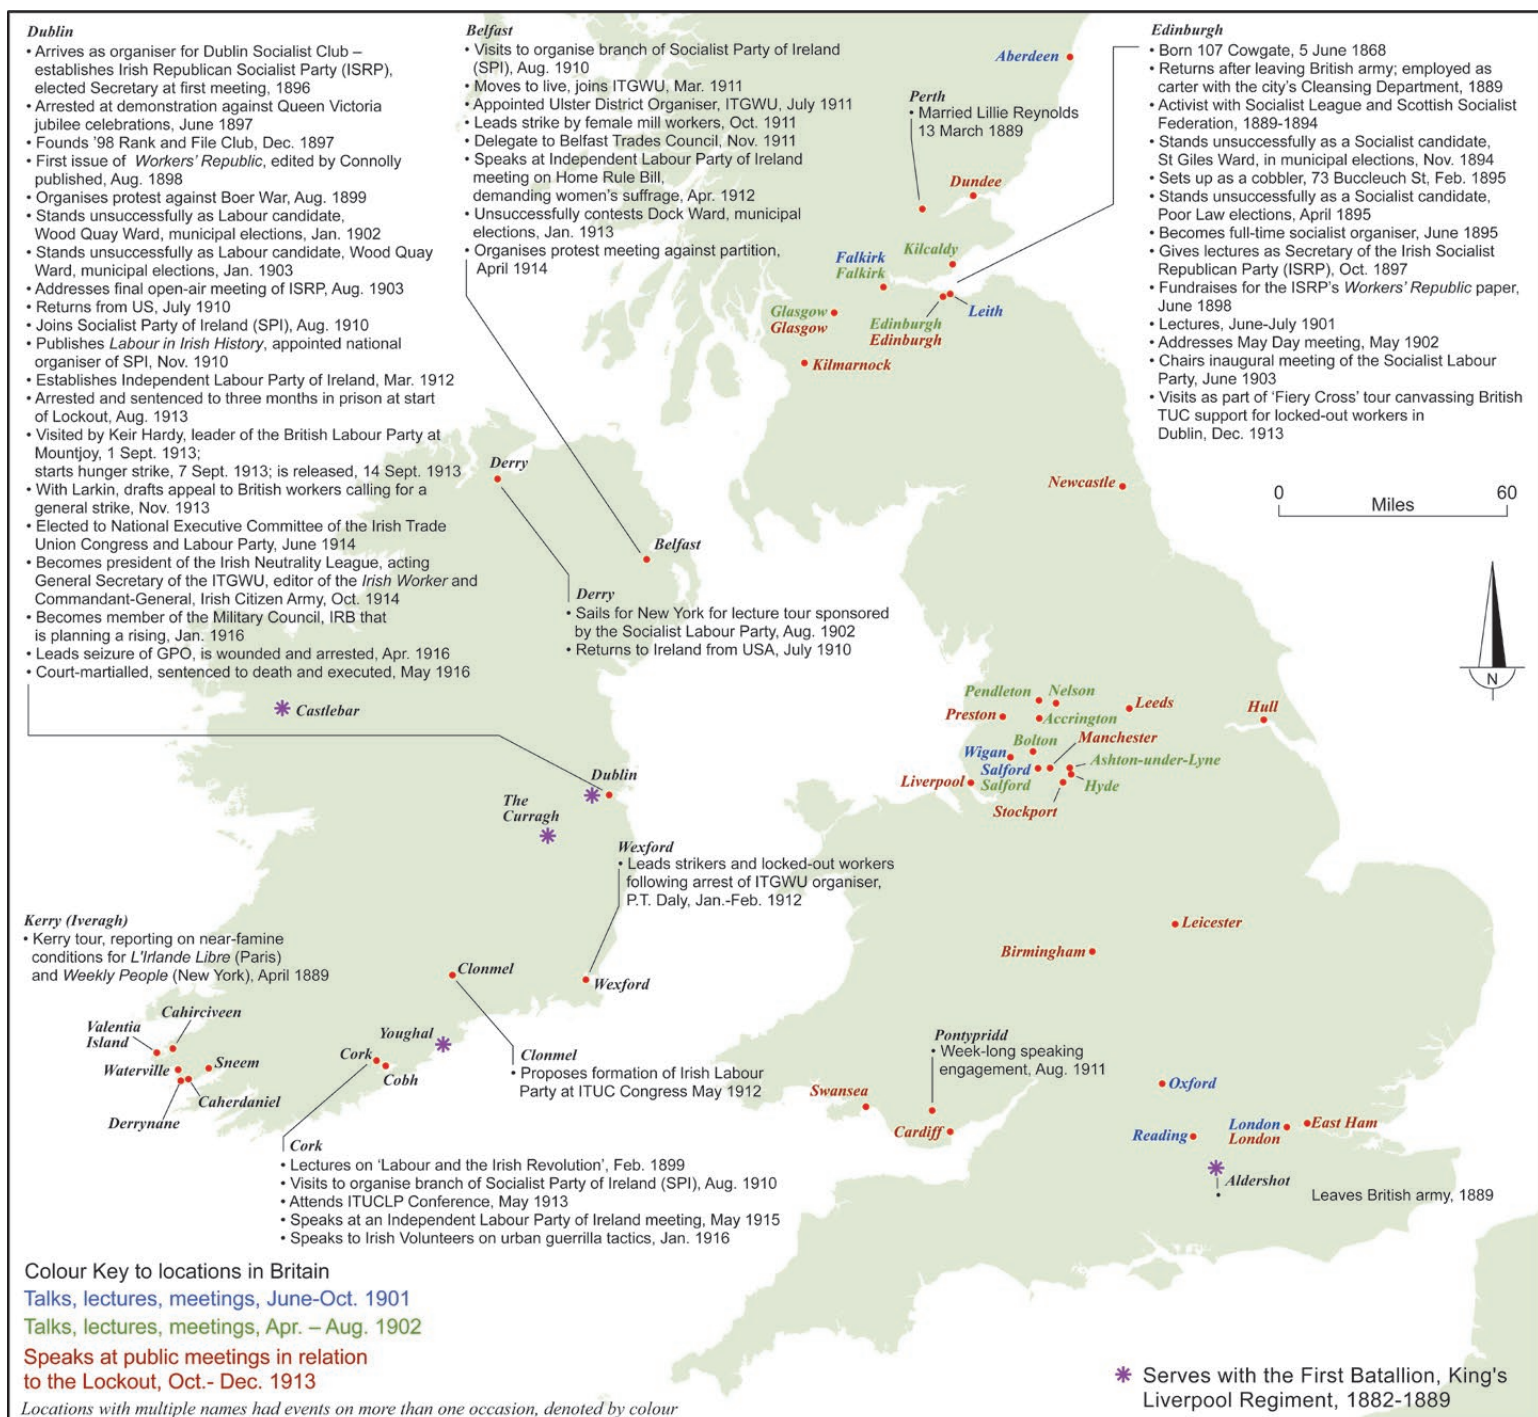 Dublin
• Arrives as organiser for Dublin Socialist Club –
establishes Irish Republican Socialist Party (ISRP),
elected Secretary at first meeting, 1896
• Arrested at demonstration against Queen Victoria
jubilee celebrations, June 1897
• Founds '98 Rank and File Club, Dec. 1897
• First issue of Workers' Republic, edited by Connolly
published, Aug. 1898
• Organises protest against Boer War, Aug. 1899
• Stands unsuccessfully as Labour candidate,
Wood Quay Ward, municipal elections, Jan. 1902
• Stands unsuccessfully as Labour candidate, Wood Quay
Ward, municipal elections, Jan. 1903
• Addresses final open-air meeting of ISRP, Aug. 1903
• Returns from US, July 1910
• Joins Socialist Party of Ireland (SPI), Aug. 1910
• Publishes Labour in Irish History, appointed national
organiser of SPI, Nov. 1910
• Establishes Independent Labour Party of Ireland, Mar. 1912
• Arrested and sentenced to three months in prison at start
of Lockout, Aug. 1913
• Visited by Keir Hardy, leader of the British Labour Party at
Mountjoy, 1 Sept. 1913;
starts hunger strike, 7 Sept. 1913; is released, 14 Sept. 1913
• With Larkin, drafts appeal to British workers calling for a
general strike, Nov. 1913
• Elected to National Executive Committee of the Irish Trade
Union Congress and Labour Party, June 1914
• Becomes president of the Irish Neutrality League, acting
General Secretary of the ITGWU, editor of the Irish Worker and
Commandant-General, Irish Citizen Army, Oct. 1914
• Becomes member of the Military Council, IRB that
is planning a rising, Jan. 1916
• Leads seizure of GPO, is wounded and arrested, Apr. 1916
• Court-martialled, sentenced to death and executed, May 1916
Belfast
• Visits to organise branch of Socialist Party of Ireland
(SPI), Aug. 1910
• Moves to live, joins ITGWU, Mar. 1911
• Appointed Ulster District Organiser, ITGWU, July 1911
• Leads strike by female mill workers, Oct. 1911
• Delegate to Belfast Trades Council, Nov. 1911
• Speaks at Independent Labour Party of Ireland
meeting on Home Rule Bill,
demanding women's suffrage, Apr. 1912
• Unsuccessfully contests Dock Ward, municipal
elections, Jan. 1913
• Organises protest meeting against partition,
April 1914
Edinburgh
• Born 107 Cowgate, 5 June 1868
• Returns after leaving British army; employed as
carter with the city's Cleansing Department, 1889
• Activist with Socialist League and Scottish Socialist
Federation, 1889-1894
• Stands unsuccessfully as a Socialist candidate,
St Giles Ward, in municipal elections, Nov. 1894
• Sets up as a cobbler, 73 Buccleuch St, Feb. 1895
• Stands unsuccessfully as a Socialist candidate,
Poor Law elections, April 1895
• Becomes full-time socialist organiser, June 1895
• Gives lectures as Secretary of the Irish Socialist
Republican Party (ISRP), Oct. 1897
• Fundraises for the ISRP's Workers' Republic paper,
June 1898
• Lectures, June-July 1901
• Addresses May Day meeting, May 1902
• Chairs inaugural meeting of the Socialist Labour
Party, June 1903
• Visits as part of 'Fiery Cross' tour canvassing British
TUC support for locked-out workers in
Dublin, Dec. 1913
Aberdeen
Perth
• Married Lillie Reynolds
13 March 1889
Dundee
Kilcaldy
Falkirk
Falkirk
Glasgow
Glasgow
Edinburgh
Edinburgh
Leith
Kilmarnock
Newcastle
0 60
Miles
N
Derry
Belfast
Derry
• Sails for New York for lecture tour sponsored
by the Socialist Labour Party, Aug. 1902
• Returns to Ireland from USA, July 1910
Castlebar
Dublin
The
Curragh
Pendleton
Nelson
Preston
Accrington
Leeds
Hull
Bolton
Manchester
Wigan
Salford
Salford
Ashton-under-Lyne
Liverpool
Hyde
Stockport
Wexford
• Leads strikers and locked-out workers
following arrest of ITGWU organiser,
P.T. Daly, Jan.-Feb. 1912
Kerry (Iveragh)
• Kerry tour, reporting on near-famine
conditions for L'Irlande Libre (Paris)
and Weekly People (New York), April 1889
Clonmel
Wexford
Leicester
Birmingham
Cahirciveen
Valentia
Island
Waterville
Sneem
Caherdaniel
Derrynane
Youghal
Cork
Cobh
Clonmel
• Proposes formation of Irish Labour
Party at ITUC Congress May 1912
Pontypridd
• Week-long speaking
engagement, Aug. 1911
Swansea
Cardiff
Oxford
Reading
London
London
East Ham
Aldershot
• Leaves British army, 1889
Cork
• Lectures on 'Labour and the Irish Revolution', Feb. 1899
• Visits to organise branch of Socialist Party of Ireland (SPI), Aug. 1910
• Attends ITUCLP Conference, May 1913
• Speaks at an Independent Labour Party of Ireland meeting, May 1915
• Speaks to Irish Volunteers on urban guerrilla tactics, Jan. 1916
Colour Key to locations in Britain
Talks, lectures, meetings, June-Oct. 1901
Talks, lectures, meetings, Apr. – Aug. 1902
Speaks at public meetings in relation
to the Lockout, Oct.- Dec. 1913
Locations with multiple names had events on more than one occasion, denoted by colour
Serves with the First Batallion, King's
Liverpool Regiment, 1882-1889